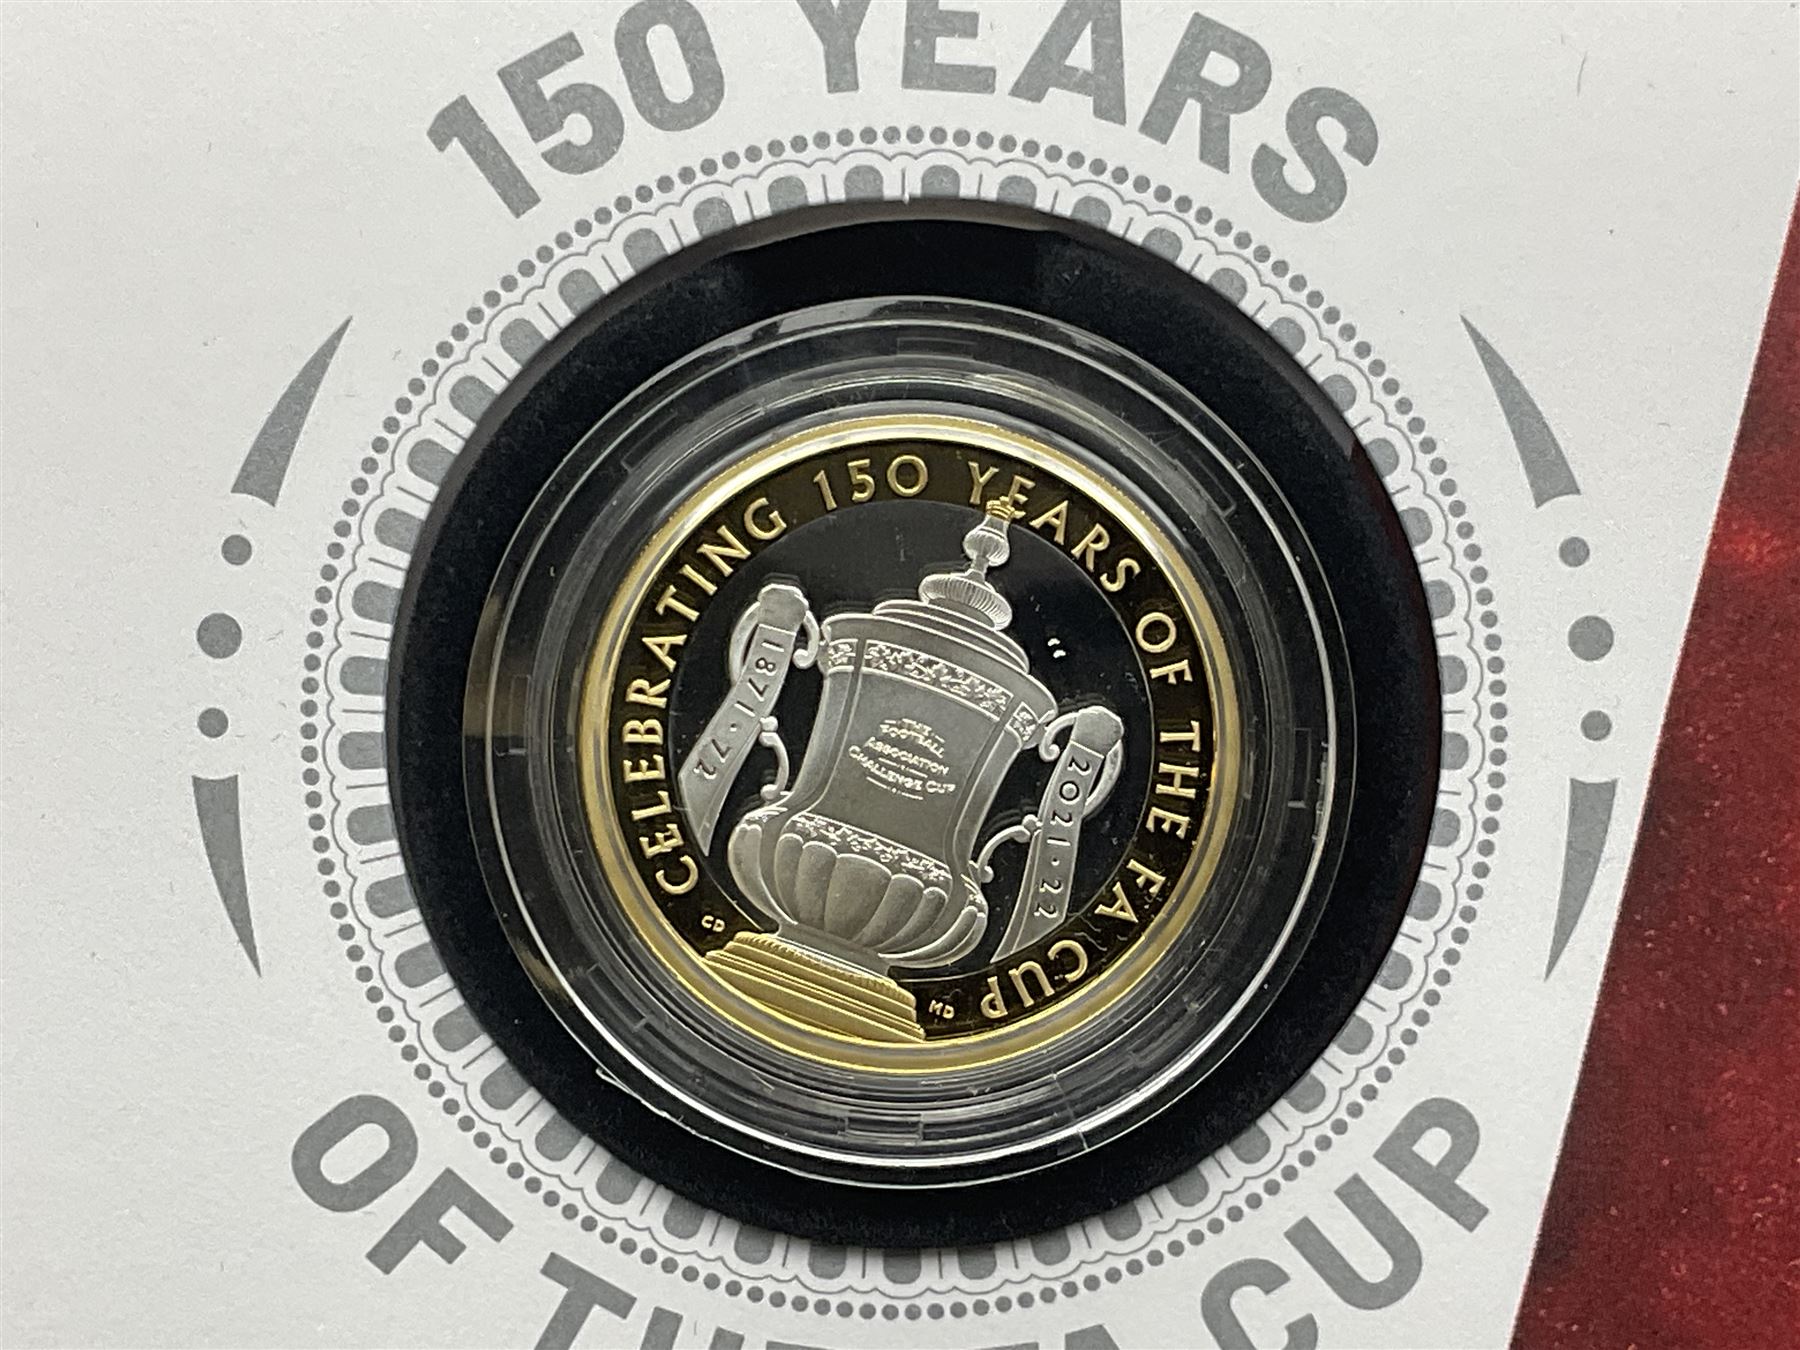 150 YEARS
CELEBRATING 150 YEARS OF THE FA CUP
1871 · 72
THE
FOOTBALL
ASSOCIATION
CHALLENGE CUP
2021 · 22
CD
MD
OF THE FA CUP